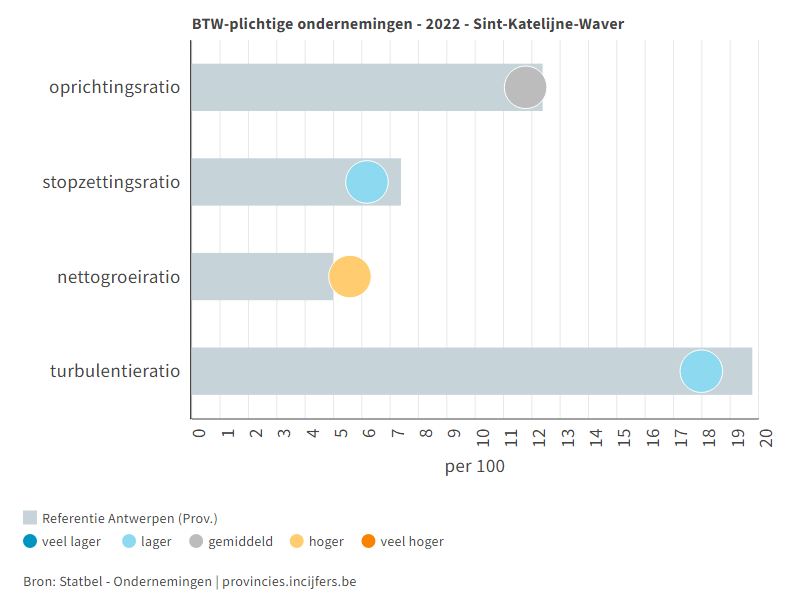 BTW-plichtige ondernemingen - 2022 - Sint-Katelijne-Waver
oprichtingsratio
stopzettingsratio
nettogroeiratio
turbulentieratio
0 1 2 3 4 5 6 7 8 9 10 11 12 13 14 15 16 17 18 19 20
per 100
Referentie Antwerpen (Prov.)
veel lager lager gemiddeld hoger veel hoger
Bron: Statbel - Ondernemingen | provincies.incijfers.be